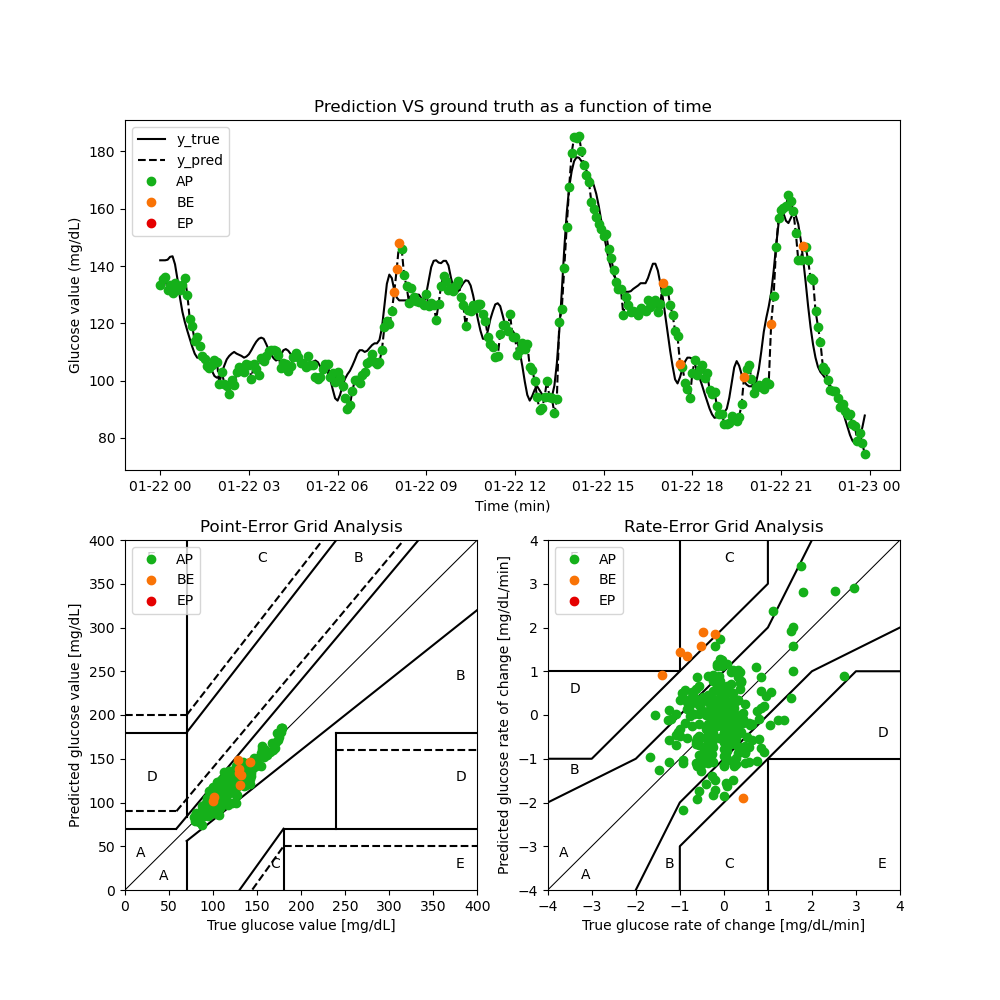 Prediction VS ground truth as a function of time
Glucose value (mg/dL)
180
160
140
120
100
80
y_true
y_pred
AP
BE
EP
01-22 00 01-22 03 01-22 06 01-22 09 01-22 12 01-22 15 01-22 18 01-22 21 01-23 00
Time (min)
Point-Error Grid Analysis
Predicted glucose value [mg/dL]
400
350
300
250
200
150
100
50
0
AP
BE
EP
C B
B
D D
A
A C E
0 50 100 150 200 250 300 350 400
True glucose value [mg/dL]
Rate-Error Grid Analysis
Predicted glucose rate of change [mg/dL/min]
4
3
2
1
0
−1
−2
−3
−4
AP
BE
EP
C
D
D
B
A
A B C E
−4 −3 −2 −1 0 1 2 3 4
True glucose rate of change [mg/dL/min]